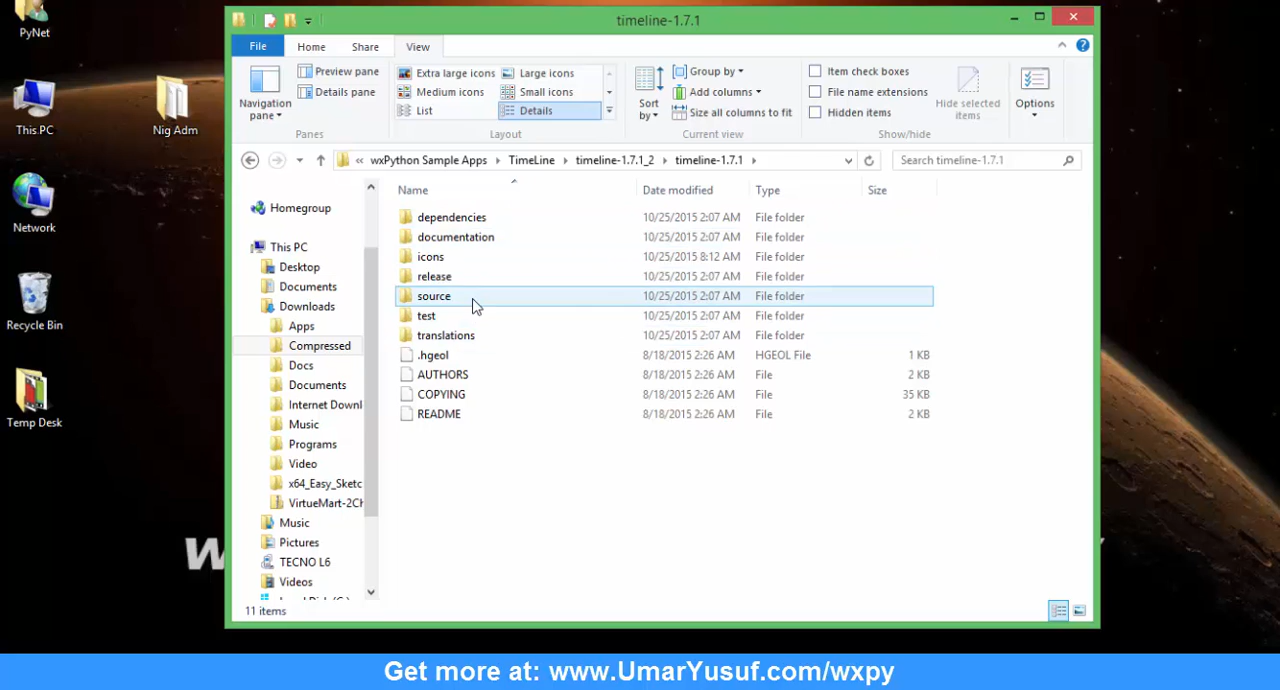 PyNet
This PC
Nig Adm
Network
Recycle Bin
Temp Desk
timeline-1.7.1
File Home Share View
Navigation pane
Preview pane
Details pane
Panes
Extra large icons Large icons
Medium icons Small icons
List Details
Layout
Sort by
Group by
Add columns
Size all columns to fit
Current view
Item check boxes
File name extensions
Hidden items
Hide selected items
Options
Show/hide
« wxPython Sample Apps TimeLine timeline-1.7.1_2 timeline-1.7.1
Search timeline-1.7.1
Homegroup
This PC
Desktop
Documents
Downloads
Apps
Compressed
Docs
Documents
Internet Downl
Music
Programs
Video
x64_Easy_Sketc
VirtueMart-2Ch
Music
Pictures
TECNO L6
Videos
Name Date modified Type Size
dependencies 10/25/2015 2:07 AM File folder
documentation 10/25/2015 2:07 AM File folder
icons 10/25/2015 8:12 AM File folder
release 10/25/2015 2:07 AM File folder
source 10/25/2015 2:07 AM File folder
test 10/25/2015 2:07 AM File folder
translations 10/25/2015 2:07 AM File folder
.hgeol 8/18/2015 2:26 AM HGEOL File 1 KB
AUTHORS 8/18/2015 2:26 AM File 2 KB
COPYING 8/18/2015 2:26 AM File 35 KB
README 8/18/2015 2:26 AM File 2 KB
11 items
Get more at: www.UmarYusuf.com/wxpy